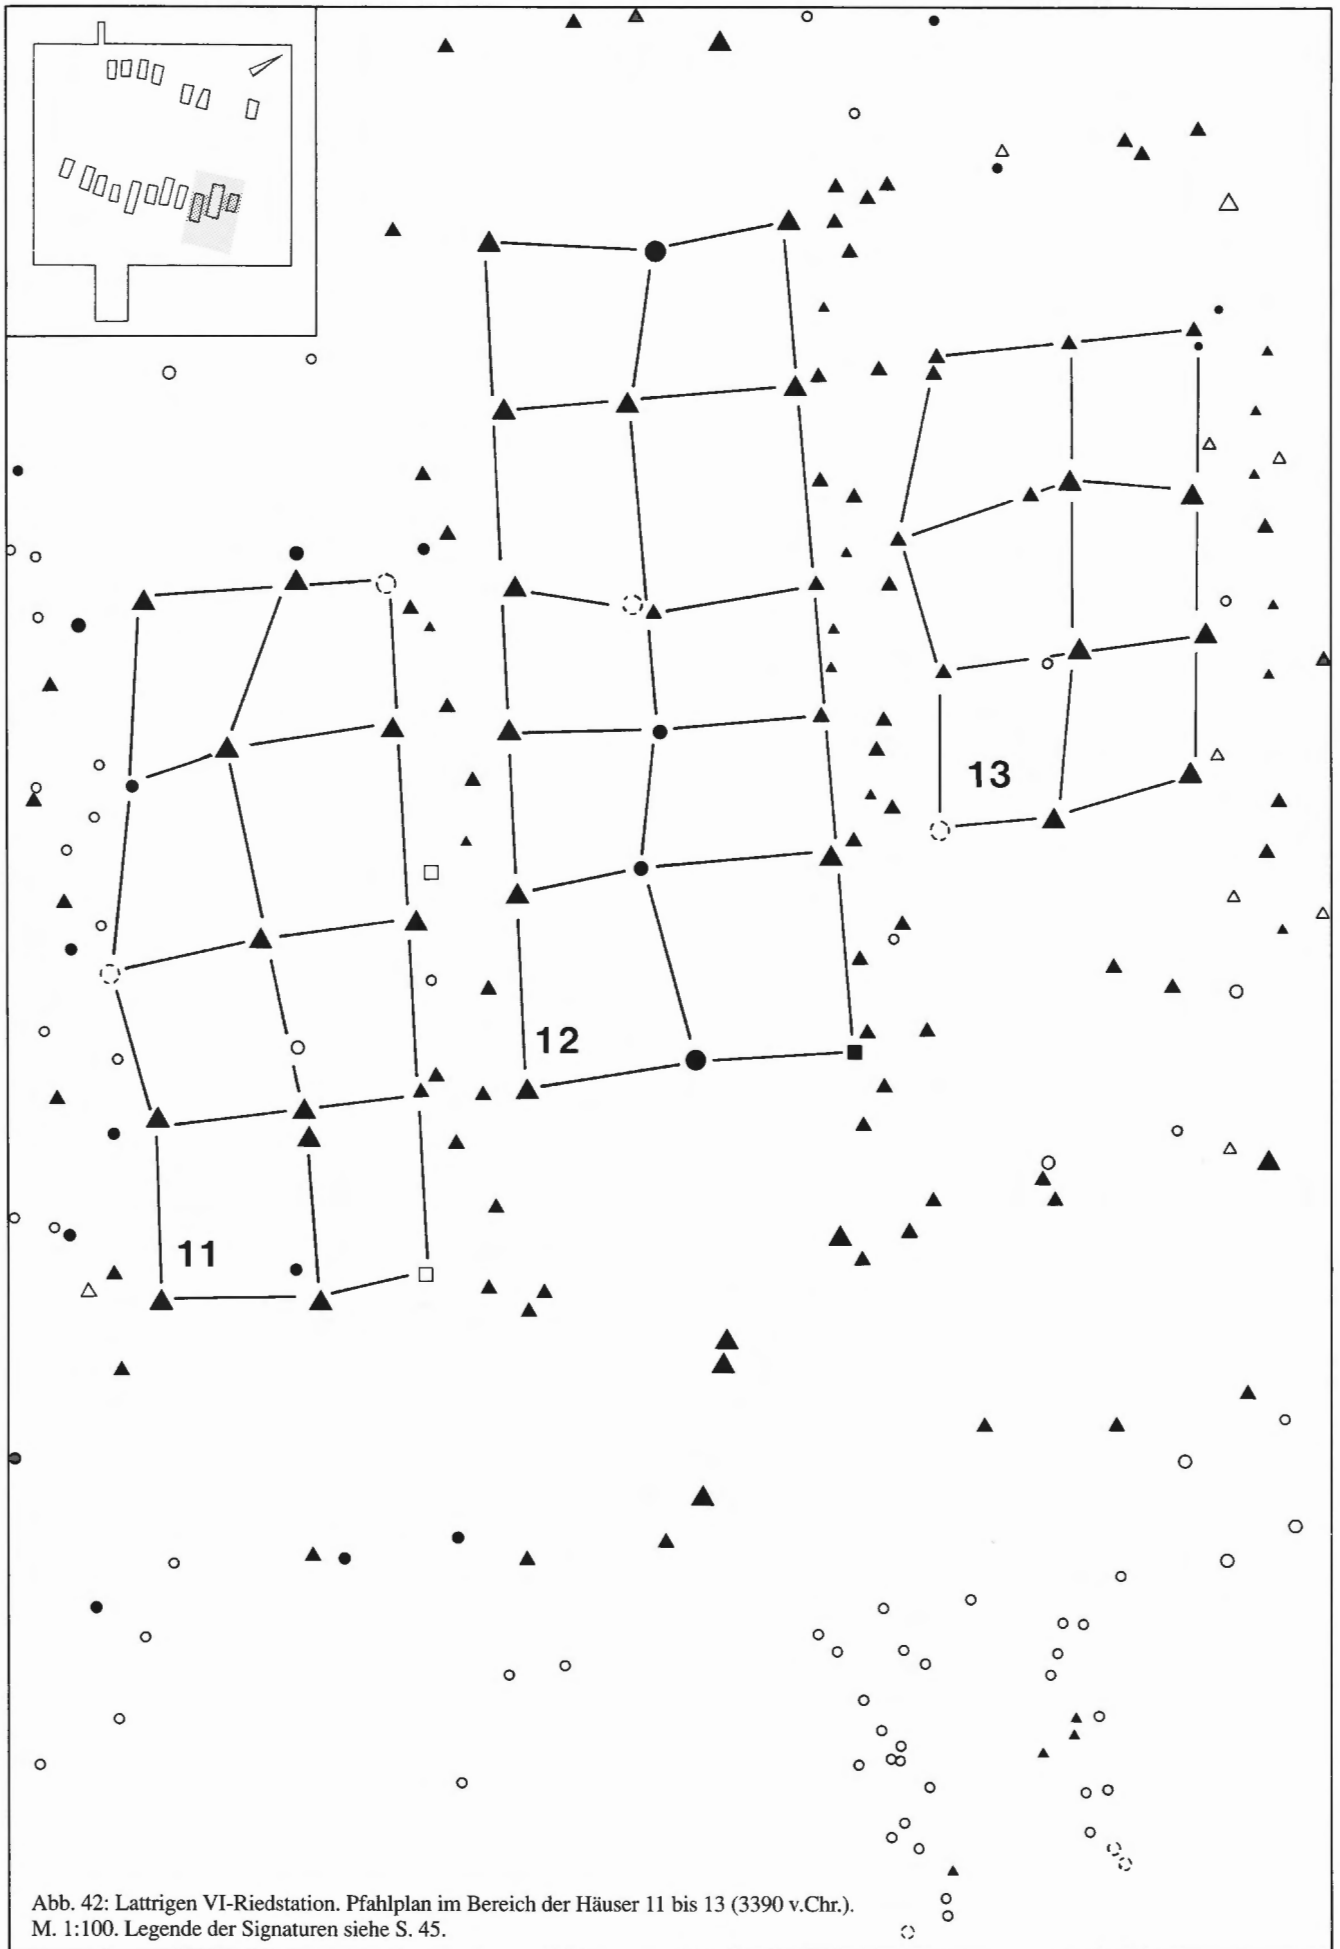 13
12
11
Abb. 42: Lattrigen VI-Riedstation. Pfahlplan im Bereich der Häuser 11 bis 13 (3390 v.Chr.).
M. 1:100. Legende der Signaturen siehe S. 45.